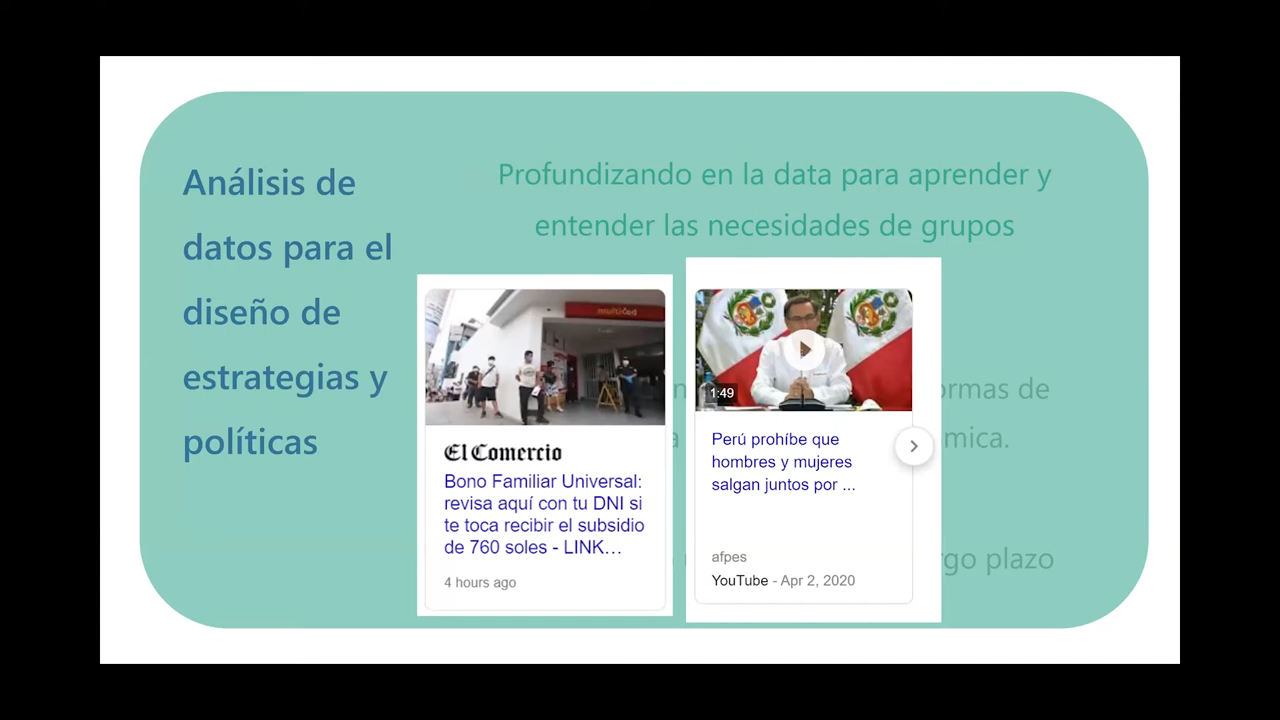 Análisis de
datos para el
diseño de
estrategias y
políticas
Profundizando en la data para aprender y
entender las necesidades de grupos
de
mica.
plazo
multired
El Comercio
Bono Familiar Universal:
revisa aquí con tu DNI si
te toca recibir el subsidio
de 760 soles - LINK...
4 hours ago
1:49
Perú prohíbe que
hombres y mujeres
salgan juntos por ...
afpes
YouTube - Apr 2, 2020